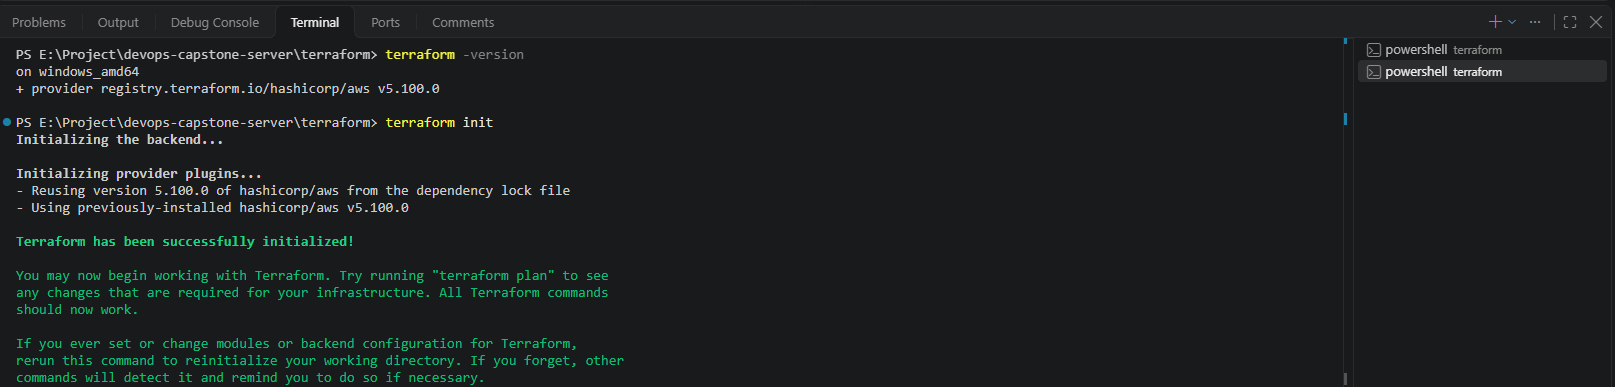 Problems Output Debug Console Terminal Ports Comments
PS E:\Project\devops-capstone-server\terraform> terraform -version
on windows_amd64
+ provider registry.terraform.io/hashicorp/aws v5.100.0
PS E:\Project\devops-capstone-server\terraform> terraform init
Initializing the backend...
Initializing provider plugins...
- Reusing version 5.100.0 of hashicorp/aws from the dependency lock file
- Using previously-installed hashicorp/aws v5.100.0
Terraform has been successfully initialized!
You may now begin working with Terraform. Try running "terraform plan" to see
any changes that are required for your infrastructure. All Terraform commands
should now work.
If you ever set or change modules or backend configuration for Terraform,
rerun this command to reinitialize your working directory. If you forget, other
commands will detect it and remind you to do so if necessary.
powershell terraform
powershell terraform